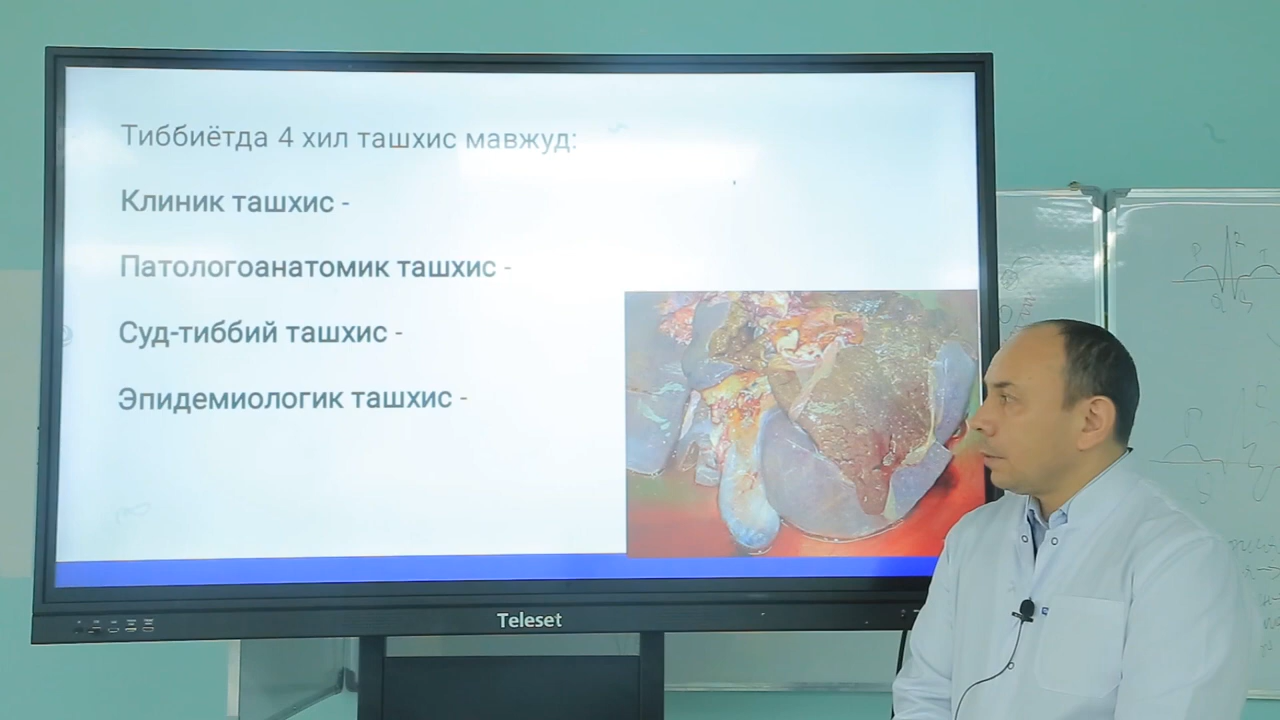 Тиббиётда 4 хил ташхис мавжуд:
Клиник ташхис -
Патологоанатомик ташхис -
Суд-тиббий ташхис -
Эпидемиологик ташхис -
Teleset